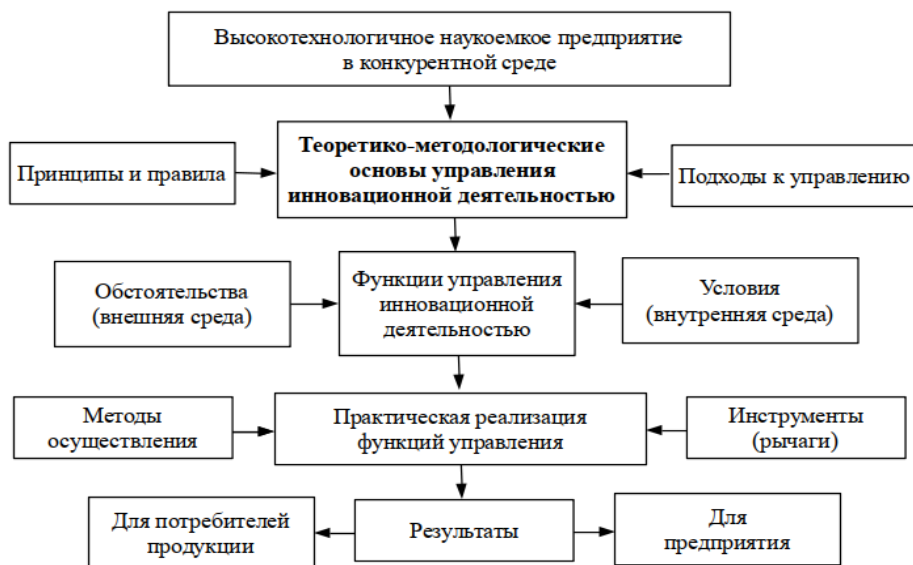 Высокотехнологичное наукоемкое предприятие
в конкурентной среде
Теоретико-методологические
основы управления
инновационной деятельностью
Принципы и правила
Подходы к управлению
Обстоятельства
(внешняя среда)
Функции управления
инновационной
деятельностью
Условия
(внутренняя среда)
Методы
осуществления
Практическая реализация
функций управления
Инструменты
(рычаги)
Для потребителей
продукции
Результаты
Для
предприятия